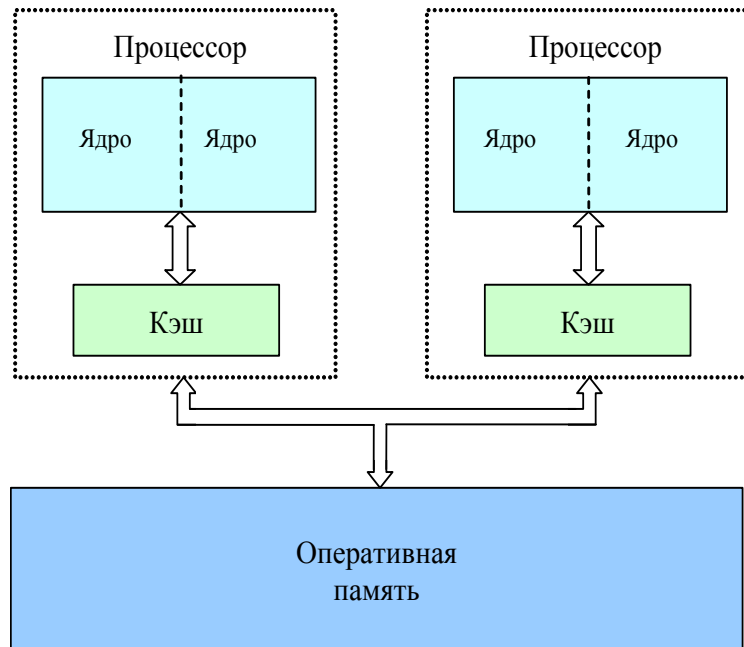 Процессор
Ядро
Ядро
Кэш
Процессор
Ядро
Ядро
Кэш
Оперативная
память